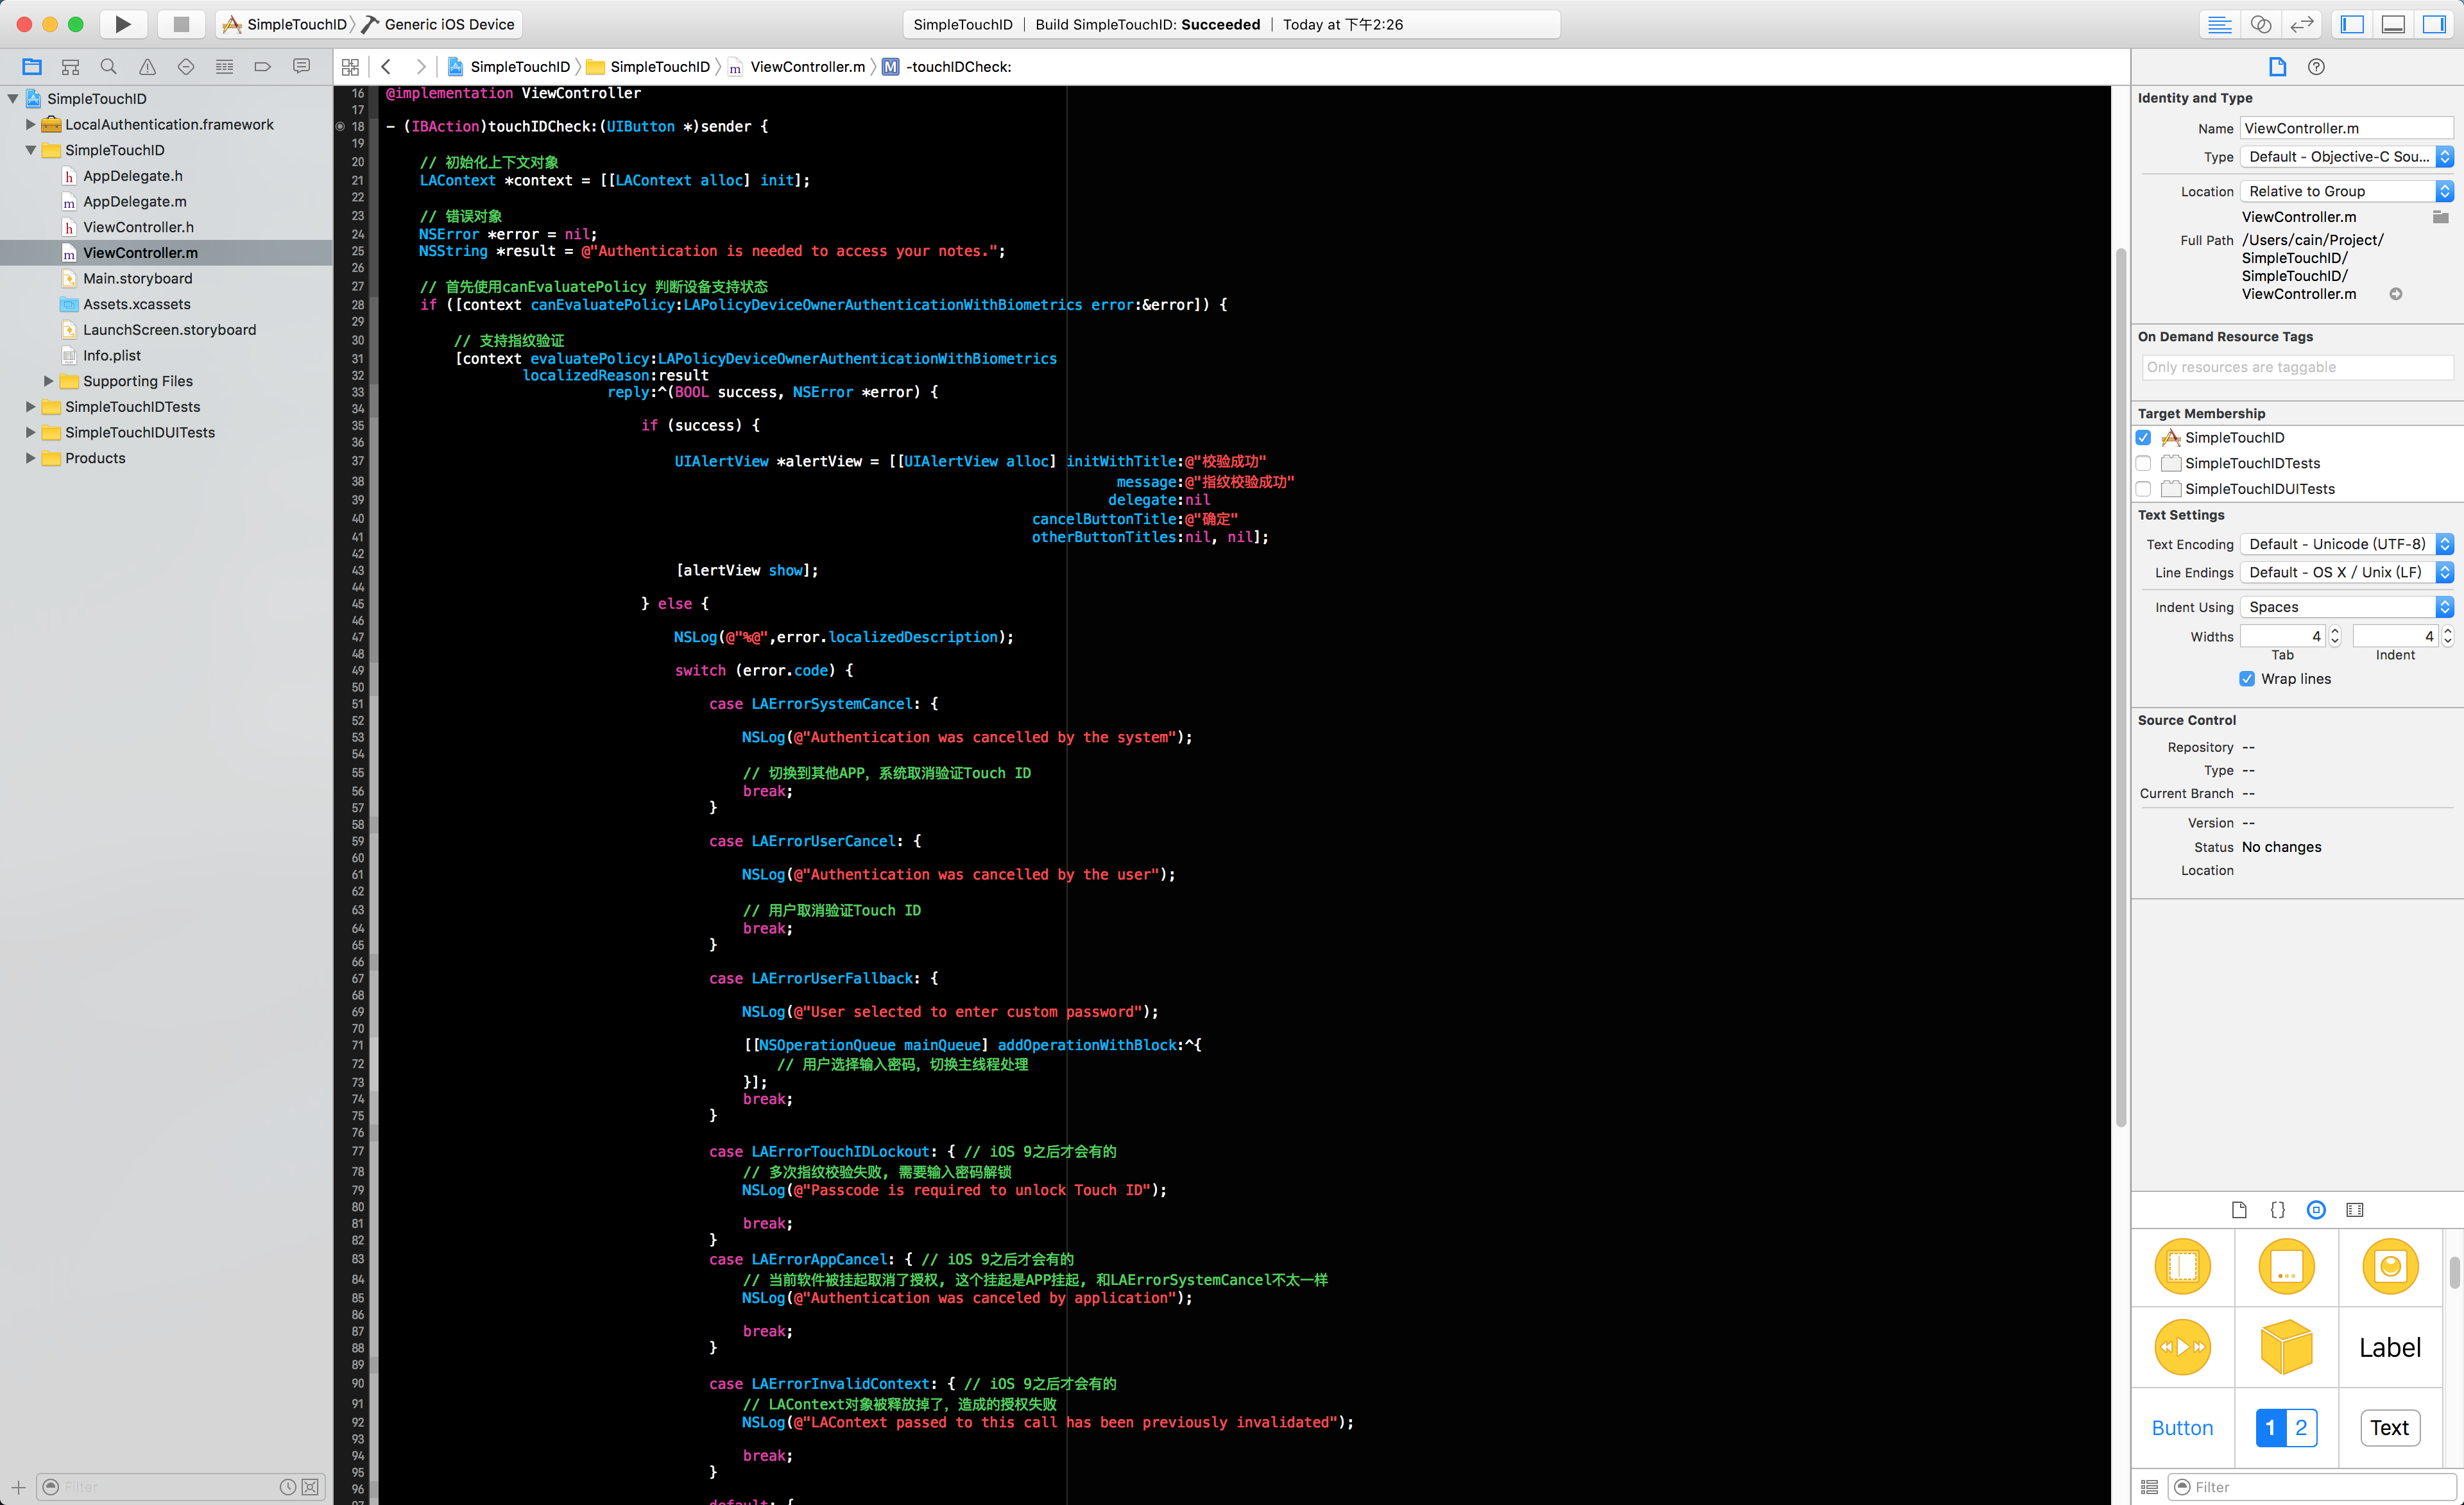 SimpleTouchID 〉 Generic iOS Device
SimpleTouchID | Build SimpleTouchID: Succeeded | Today at 下午2:26
SimpleTouchID 〉 SimpleTouchID 〉 m ViewController.m 〉 M -touchIDCheck:
SimpleTouchID
LocalAuthentication.framework
SimpleTouchID
h AppDelegate.h
m AppDelegate.m
h ViewController.h
m ViewController.m
Main.storyboard
Assets.xcassets
LaunchScreen.storyboard
Info.plist
Supporting Files
SimpleTouchIDTests
SimpleTouchIDUITests
Products
Filter
16 @implementation ViewController
17
18 - (IBAction)touchIDCheck:(UIButton *)sender {
19
20 // 初始化上下文对象
21 LAContext *context = [[LAContext alloc] init];
22
23 // 错误对象
24 NSError *error = nil;
25 NSString *result = @"Authentication is needed to access your notes.";
26
27 // 首先使用canEvaluatePolicy 判断设备支持状态
28 if ([context canEvaluatePolicy:LAPolicyDeviceOwnerAuthenticationWithBiometrics error:&error]) {
29
30 // 支持指纹验证
31 [context evaluatePolicy:LAPolicyDeviceOwnerAuthenticationWithBiometrics
32 localizedReason:result
33 reply:^(BOOL success, NSError *error) {
34
35 if (success) {
36
37 UIAlertView *alertView = [[UIAlertView alloc] initWithTitle:@"校验成功"
38 message:@"指纹校验成功"
39 delegate:nil
40 cancelButtonTitle:@"确定"
41 otherButtonTitles:nil, nil];
42
43 [alertView show];
44
45 } else {
46
47 NSLog(@"%@",error.localizedDescription);
48
49 switch (error.code) {
50
51 case LAErrorSystemCancel: {
52
53 NSLog(@"Authentication was cancelled by the system");
54
55 // 切换到其他APP，系统取消验证Touch ID
56 break;
57 }
58
59 case LAErrorUserCancel: {
60
61 NSLog(@"Authentication was cancelled by the user");
62
63 // 用户取消验证Touch ID
64 break;
65 }
66
67 case LAErrorUserFallback: {
68
69 NSLog(@"User selected to enter custom password");
70
71 [[NSOperationQueue mainQueue] addOperationWithBlock:^{
72 // 用户选择输入密码，切换主线程处理
73 }];
74 break;
75 }
76
77 case LAErrorTouchIDLockout: { // iOS 9之后才会有的
78 // 多次指纹校验失败, 需要输入密码解锁
79 NSLog(@"Passcode is required to unlock Touch ID");
80
81 break;
82 }
83 case LAErrorAppCancel: { // iOS 9之后才会有的
84 // 当前软件被挂起取消了授权, 这个挂起是APP挂起, 和LAErrorSystemCancel不太一样
85 NSLog(@"Authentication was canceled by application");
86
87 break;
88 }
89
90 case LAErrorInvalidContext: { // iOS 9之后才会有的
91 // LAContext对象被释放掉了，造成的授权失败
92 NSLog(@"LAContext passed to this call has been previously invalidated");
93
94 break;
95 }
96
97 default: {
Identity and Type
Name ViewController.m
Type Default - Objective-C Sou...
Location Relative to Group
ViewController.m
Full Path /Users/cain/Project/
SimpleTouchID/
SimpleTouchID/
ViewController.m
On Demand Resource Tags
Only resources are taggable
Target Membership
SimpleTouchID
SimpleTouchIDTests
SimpleTouchIDUITests
Text Settings
Text Encoding Default - Unicode (UTF-8)
Line Endings Default - OS X / Unix (LF)
Indent Using Spaces
Widths 4 4
Tab Indent
Wrap lines
Source Control
Repository --
Type --
Current Branch --
Version --
Status No changes
Location
{}
Label
Button 1 2 Text
Filter